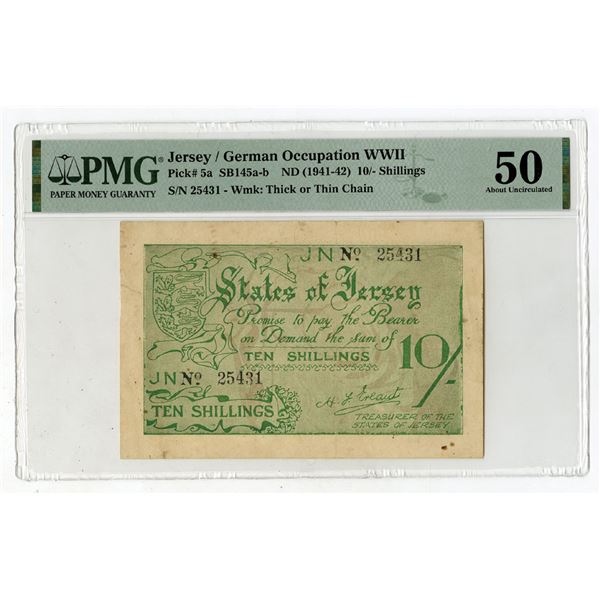 PMG
PAPER MONEY GUARANTY
Jersey / German Occupation WWII
Pick# 5a SB145a-b ND (1941-42) 10/- Shillings
S/N 25431 - Wmk: Thick or Thin Chain
50
About Uncirculated
JN No 25431
States of Jersey
Promise to pay the Bearer
on Demand the sum of
TEN SHILLINGS
10/-
JN No 25431
TEN SHILLINGS
H. F. Ereaut
TREASURER OF THE
STATES OF JERSEY